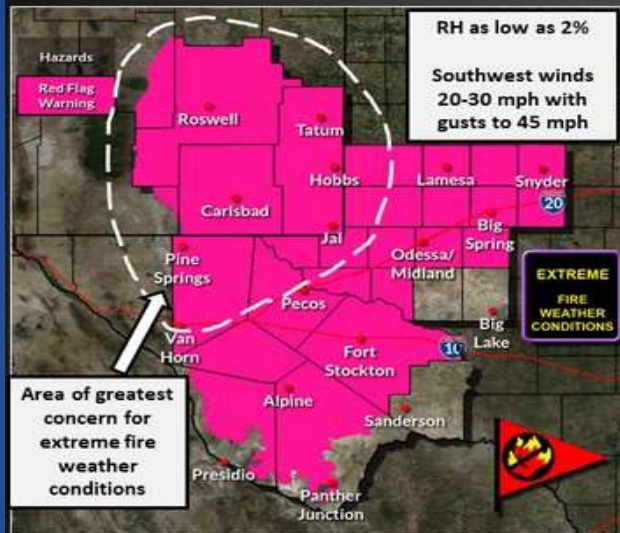 Hazards
Red Flag
Warning
RH as low as 2%
Southwest winds
20-30 mph with
gusts to 45 mph
Roswell
Tatum
Hobbs
Lamesa
Snyder
Carlsbad
20
Jal
Big
Spring
Odessa/
Midland
Pine
Springs
Pecos
EXTREME
FIRE
WEATHER
CONDITIONS
Big
Lake
Van
Horn
Fort
Stockton
10
Area of greatest
concern for
extreme fire
weather
conditions
Alpine
Sanderson
Presidio
Panther
Junction